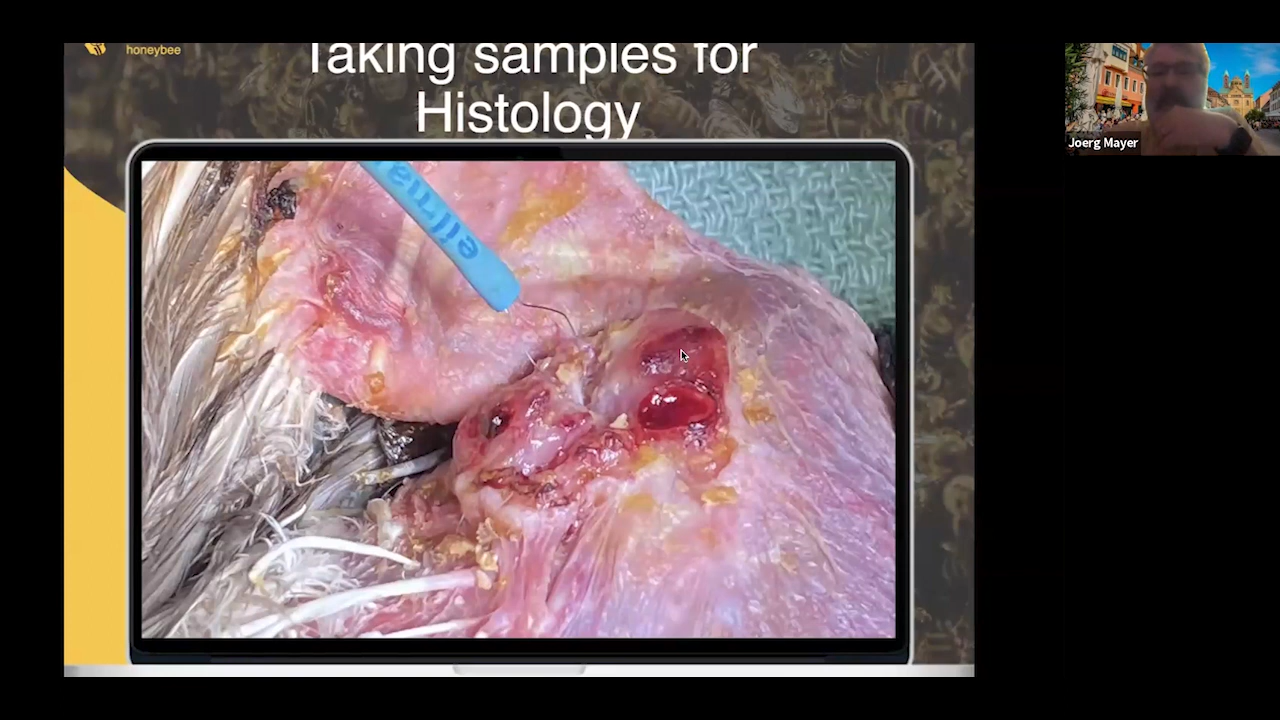 honeybee
Taking samples for
Histology
Joerg Mayer